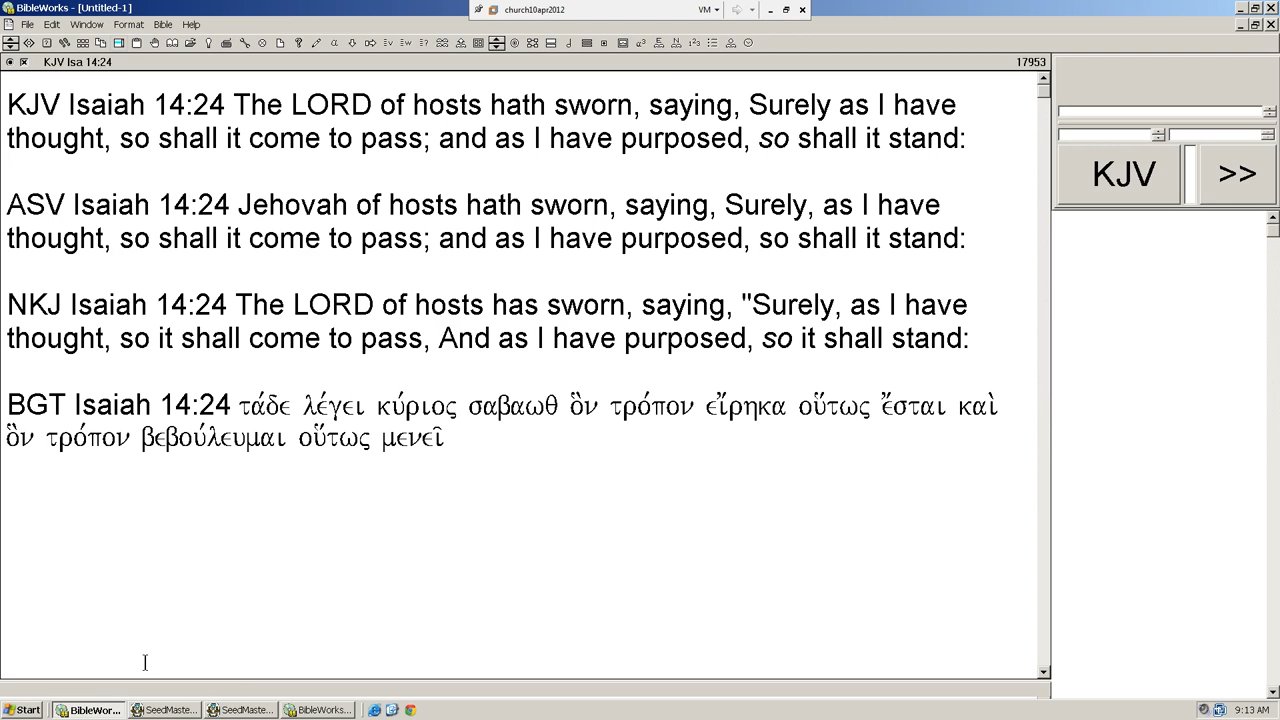 BibleWorks - [Untitled-1]
church10apr2012
VM
File Edit Window Format Bible Help
KJV Isa 14:24
17953
KJV Isaiah 14:24 The LORD of hosts hath sworn, saying, Surely as I have
thought, so shall it come to pass; and as I have purposed, so shall it stand:
ASV Isaiah 14:24 Jehovah of hosts hath sworn, saying, Surely, as I have
thought, so shall it come to pass; and as I have purposed, so shall it stand:
NKJ Isaiah 14:24 The LORD of hosts has sworn, saying, "Surely, as I have
thought, so it shall come to pass, And as I have purposed, so it shall stand:
BGT Isaiah 14:24 τάδε λέγει κύριος σαβαωθ ὃν τρόπον εἴρηκα οὕτως ἔσται καὶ
ὃν τρόπον βεβούλευμαι οὕτως μενεῖ
KJV
>>
Start
BibleWor...
SeedMaste...
SeedMaste...
BibleWorks...
9:13 AM